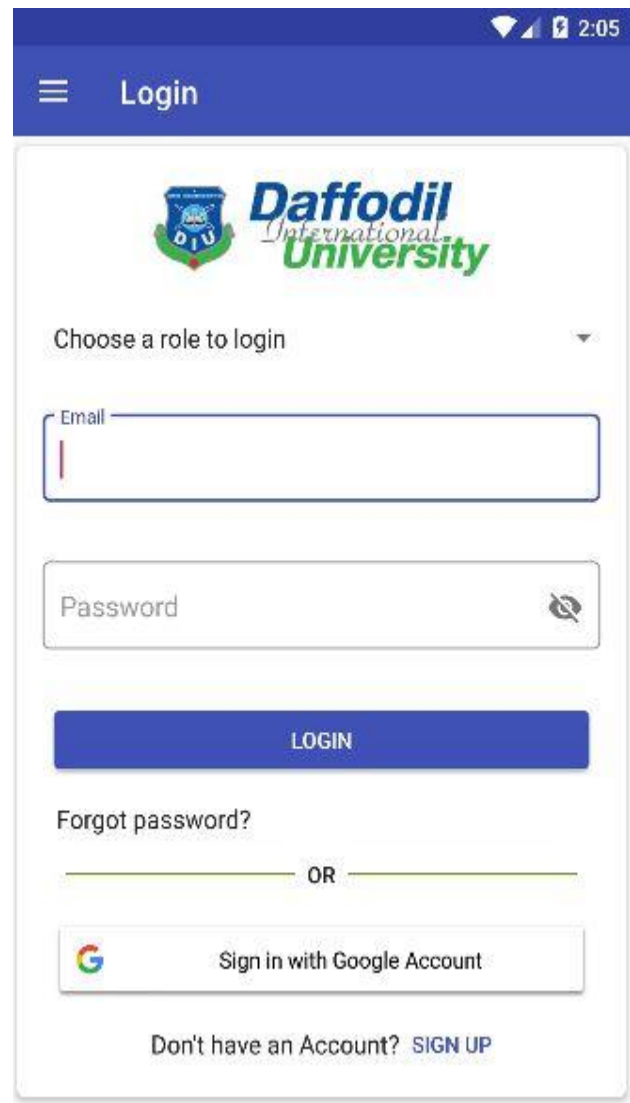 2:05
Login
Daffodil
International
University
DIU
Choose a role to login
Email
Password
LOGIN
Forgot password?
OR
G
Sign in with Google Account
Don't have an Account? SIGN UP